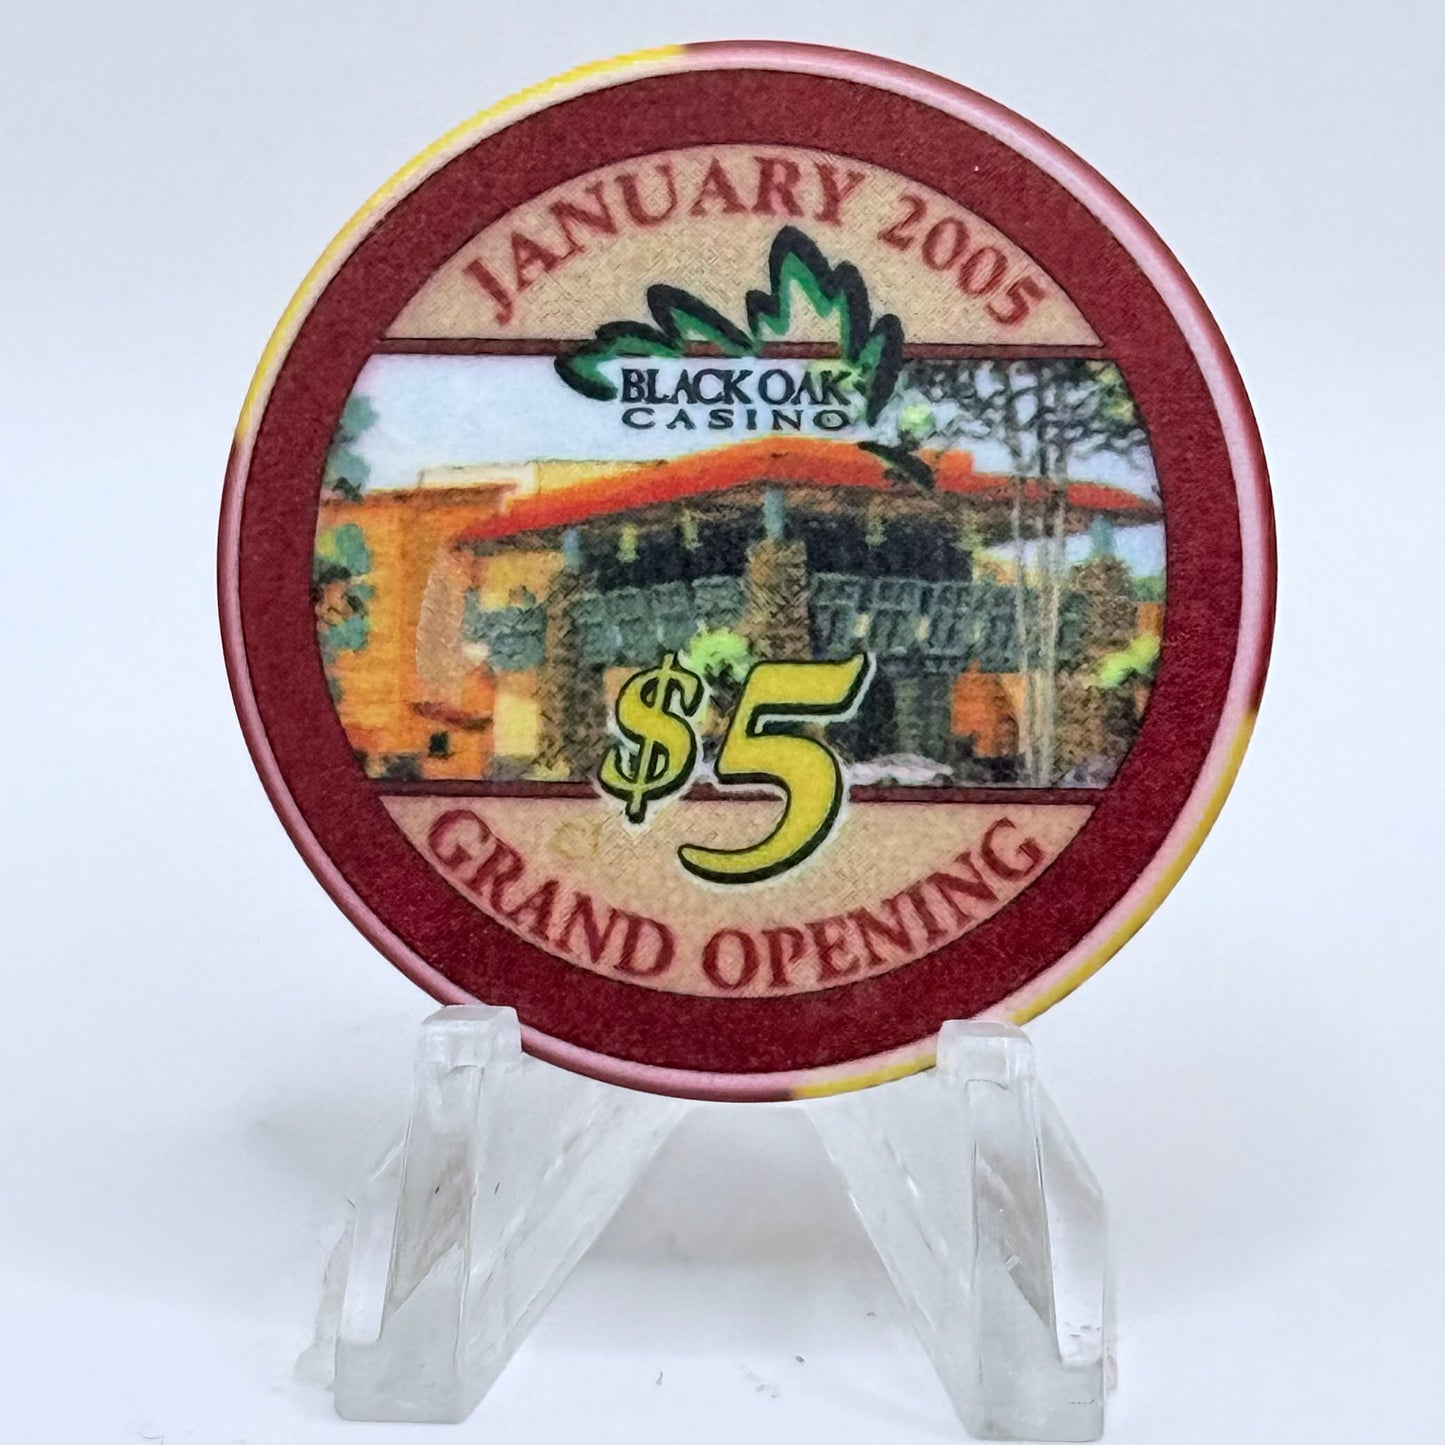 JANUARY 2005
BLACK OAK
CASINO
$5
GRAND OPENING